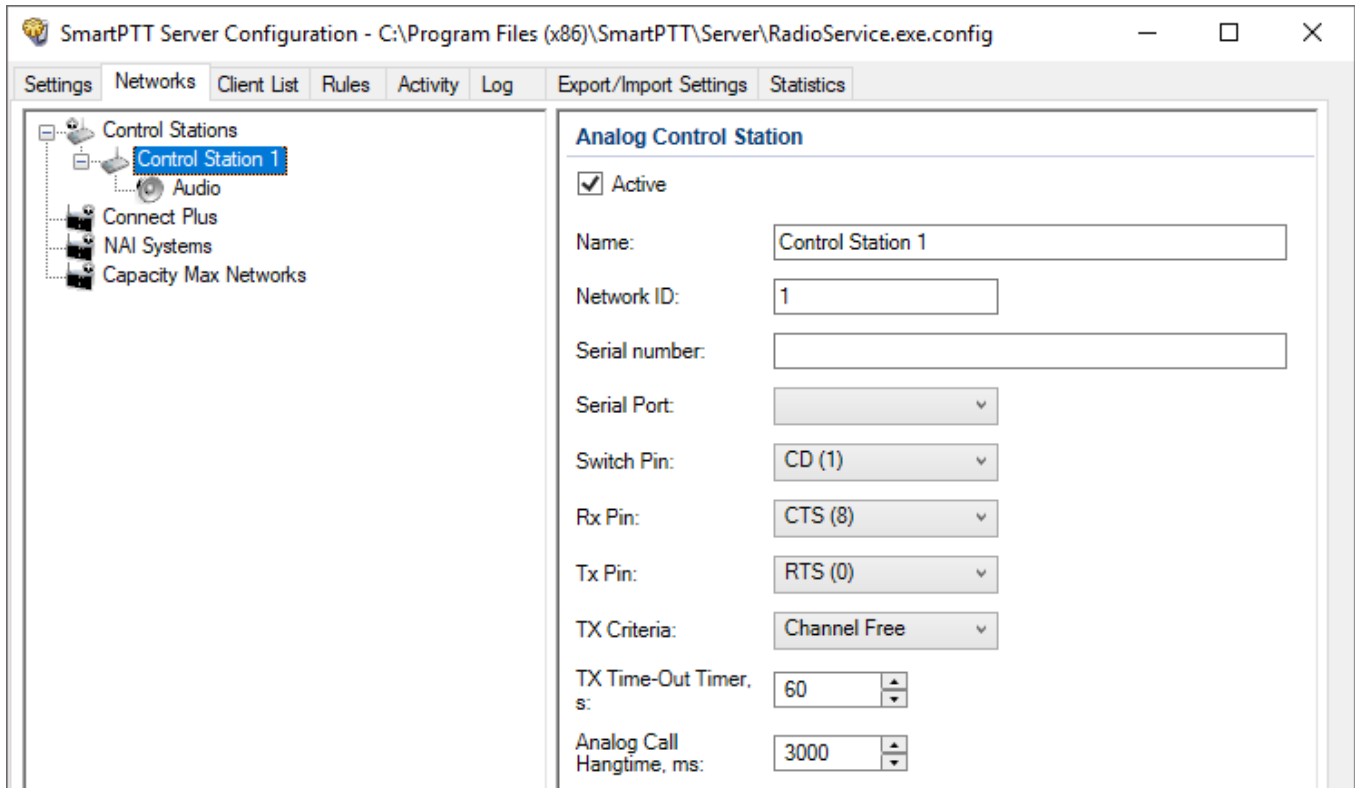 SmartPTT Server Configuration - C:\Program Files (x86)\SmartPTT\Server\RadioService.exe.config
Settings Networks Client List Rules Activity Log Export/Import Settings Statistics
Control Stations
Control Station 1
Audio
Connect Plus
NAI Systems
Capacity Max Networks
Analog Control Station
Active
Name: Control Station 1
Network ID: 1
Serial number:
Serial Port:
Switch Pin: CD (1)
Rx Pin: CTS (8)
Tx Pin: RTS (0)
TX Criteria: Channel Free
TX Time-Out Timer, 60
s:
Analog Call 3000
Hangtime, ms: